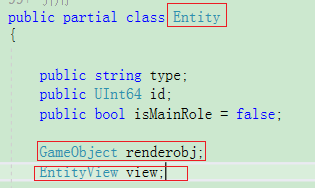 public partial class Entity
{
public string type;
public UInt64 id;
public bool isMainRole = false;
GameObject renderobj;
EntityView view;